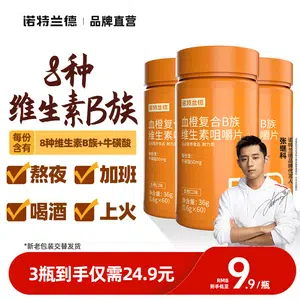 诺特兰德 | 品牌直营
8种
维生素B族
每份
含有
8种维生素B族+牛磺酸
熬夜
加班
喝酒
上火
*新老包装交替发货
诺特兰德
血橙复合B族
维生素咀嚼片
张继科
3瓶到手仅需24.9元
9.9/瓶